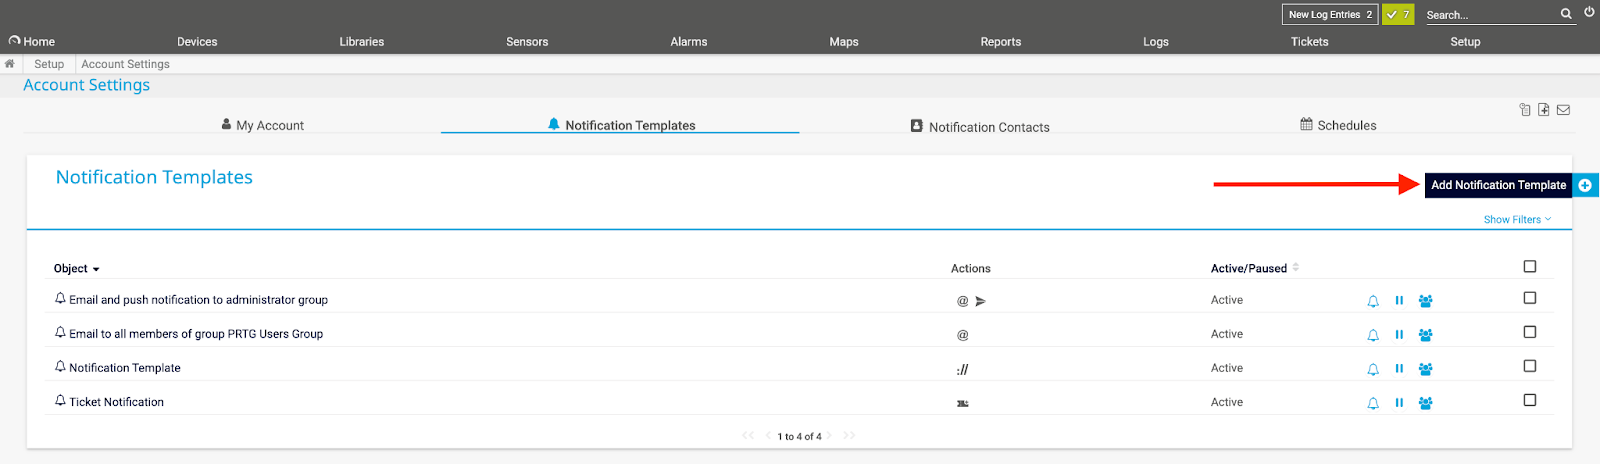 New Log Entries 2 7 Search...
Home Devices Libraries Sensors Alarms Maps Reports Logs Tickets Setup
Setup Account Settings
Account Settings
My Account Notification Templates Notification Contacts Schedules
Notification Templates
Add Notification Template
Show Filters
Object Actions Active/Paused
Email and push notification to administrator group @ Active
Email to all members of group PRTG Users Group @ Active
Notification Template :// Active
Ticket Notification Active
<< < 1 to 4 of 4 > >>